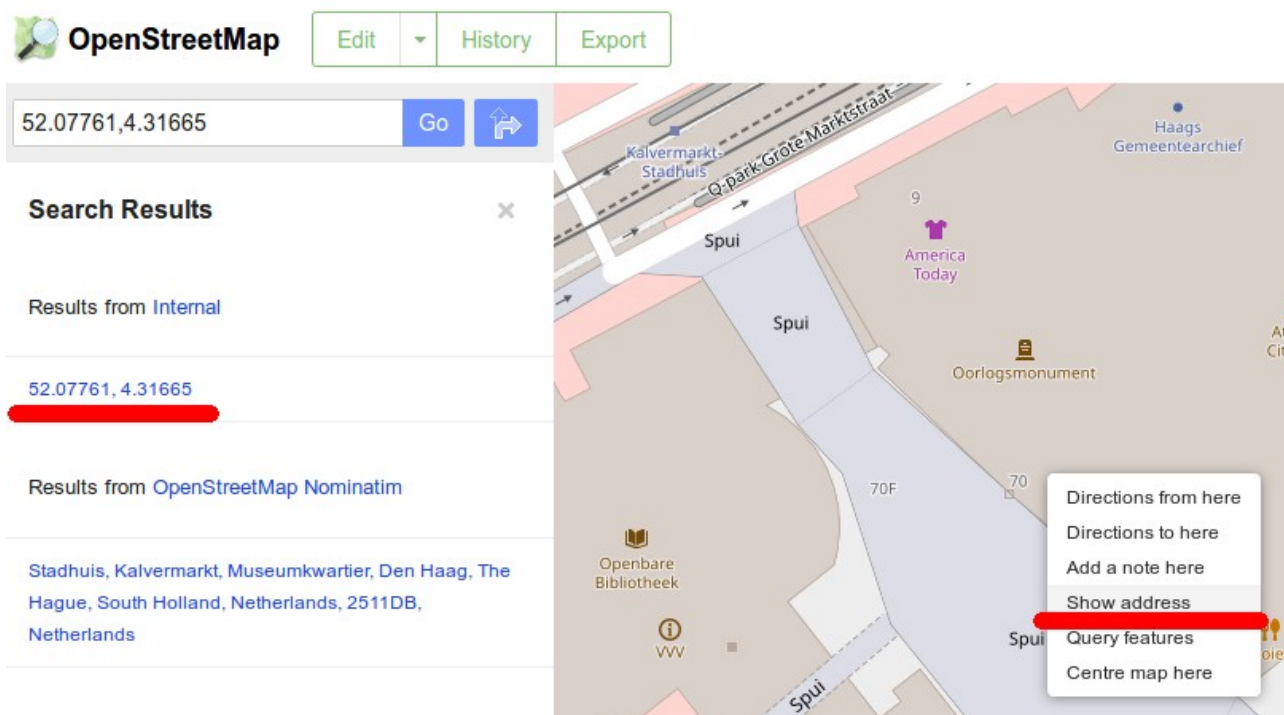 OpenStreetMap
Edit
History
Export
52.07761,4.31665
Go
Search Results
×
Results from Internal
52.07761, 4.31665
Results from OpenStreetMap Nominatim
Stadhuis, Kalvermarkt, Museumkwartier, Den Haag, The
Hague, South Holland, Netherlands, 2511DB,
Netherlands
Kalvermarkt-
Stadhuis
Q-park Grote Marktstraat
Haags
Gemeentearchief
9
Spui
America
Today
Spui
Oorlogsmonument
70F
70
Openbare
Bibliotheek
VVV
Spui
Spui
Directions from here
Directions to here
Add a note here
Show address
Query features
Centre map here